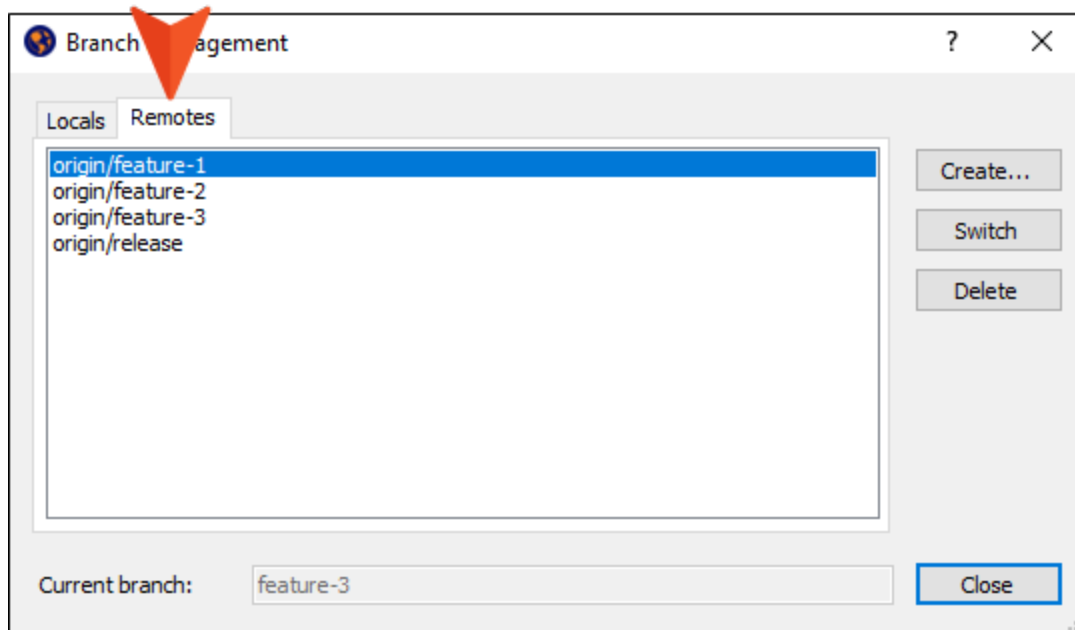 Branch agement
?
Locals
Remotes
origin/feature-1
origin/feature-2
origin/feature-3
origin/release
Create...
Switch
Delete
Current branch:
feature-3
Close